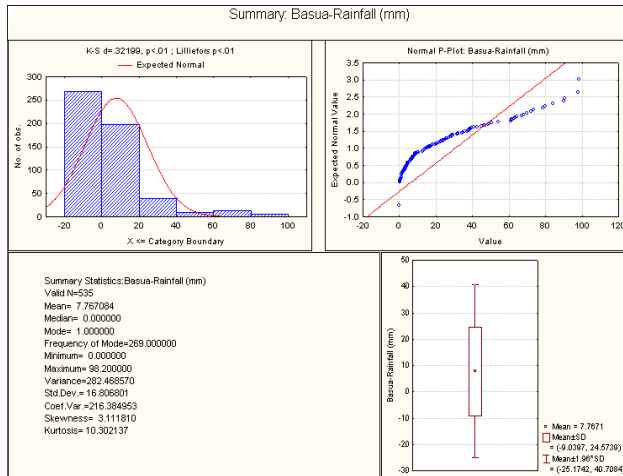 Summary: Basua-Rainfall (mm)
K-S d=.32199, p<.01 ; Lilliefors p<.01
Expected Normal
300
250
200
150
100
50
0
No. of obs.
-20 0 20 40 60 80 100
X <= Category Boundary
Normal P-Plot: Basua-Rainfall (mm)
3.5
3.0
2.5
2.0
1.5
1.0
0.5
0.0
-0.5
-1.0
Expected Normal Value
-20 0 20 40 60 80 100 120
Value
Summary Statistics:Basua-Rainfall (mm)
Valid N=535
Mean= 7.767084
Median= 0.000000
Mode= 1.000000
Frequency of Mode=269.000000
Minimum= 0.000000
Maximum= 98.200000
Variance=282.468570
Std.Dev.= 16.806801
Coef.Var.=216.384953
Skewness= 3.111810
Kurtosis= 10.302137
50
40
30
20
10
0
-10
-20
-30
Basua-Rainfall (mm)
Mean = 7.7671
Mean±SD
= (-9.0397, 24.5739)
Mean±1.96*SD
= (-25.1742, 40.7084)